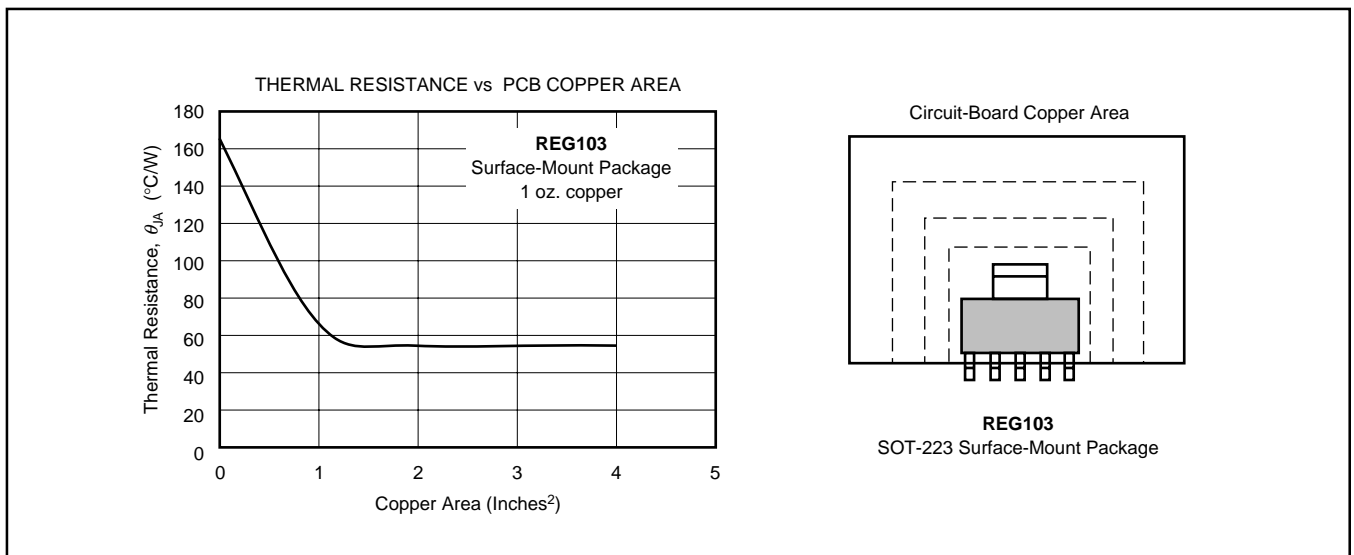 THERMAL RESISTANCE vs PCB COPPER AREA
180
160
140
120
100
80
60
40
20
0
Thermal Resistance, θJA (°C/W)
REG103
Surface-Mount Package
1 oz. copper
0 1 2 3 4 5
Copper Area (Inches²)
Circuit-Board Copper Area
REG103
SOT-223 Surface-Mount Package